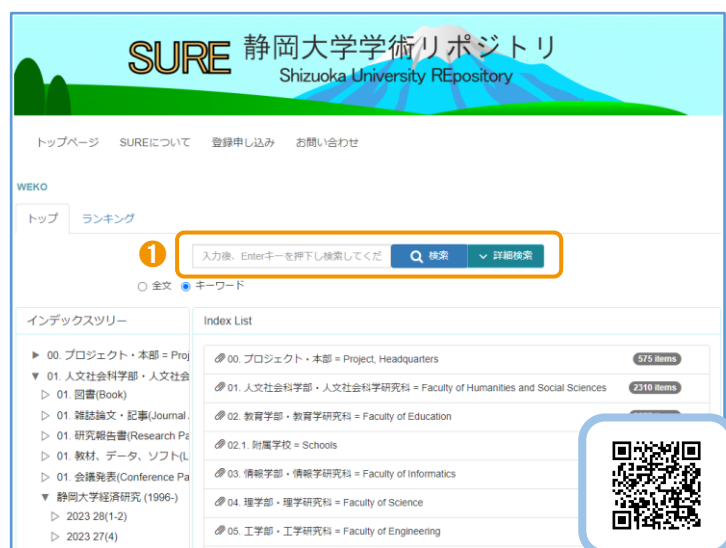 SURE 静岡大学学術リポジトリ
Shizuoka University REpository
トップページ SUREについて 登録申し込み お問い合わせ
WEKO
トップ ランキング
1
入力後、Enterキーを押下し検索してくだ 検索 詳細検索
全文 キーワード
インデックスツリー
▶ 00. プロジェクト・本部 = Proj
▼ 01. 人文社会科学部・人文社会
▷ 01. 図書(Book)
▷ 01. 雑誌論文・記事(Journal
▷ 01. 研究報告書(Research Pa
▷ 01. 教材、データ、ソフト(L
▷ 01. 会議発表(Conference Pa
▼ 静岡大学経済研究 (1996-)
▷ 2023 28(1-2)
▷ 2023 27(4)
Index List
00. プロジェクト・本部 = Project, Headquarters 575 items
01. 人文社会科学部・人文社会科学研究科 = Faculty of Humanities and Social Sciences 2310 items
02. 教育学部・教育学研究科 = Faculty of Education
02.1. 附属学校 = Schools
03. 情報学部・情報学研究科 = Faculty of Informatics
04. 理学部・理学研究科 = Faculty of Science
05. 工学部・工学研究科 = Faculty of Engineering